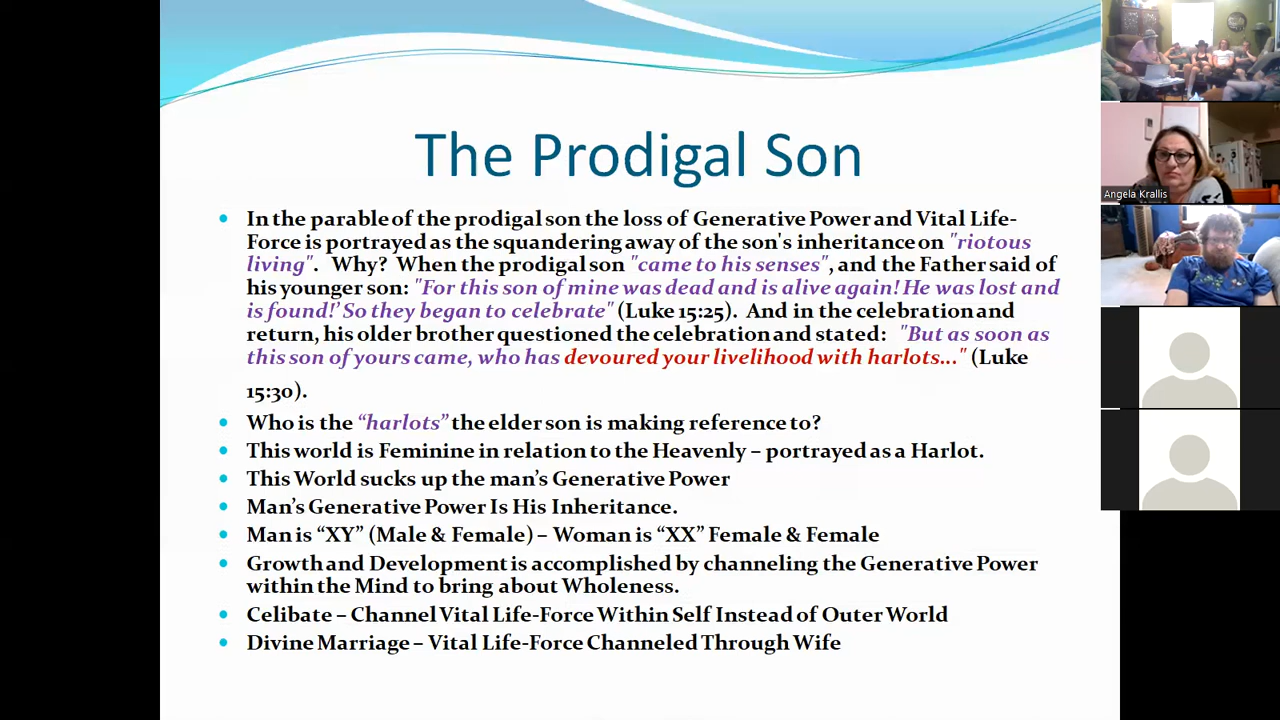 The Prodigal Son
In the parable of the prodigal son the loss of Generative Power and Vital Life-
Force is portrayed as the squandering away of the son's inheritance on "riotous
living". Why? When the prodigal son "came to his senses", and the Father said of
his younger son: "For this son of mine was dead and is alive again! He was lost and
is found!' So they began to celebrate" (Luke 15:25). And in the celebration and
return, his older brother questioned the celebration and stated: "But as soon as
this son of yours came, who has devoured your livelihood with harlots..." (Luke
15:30).
Who is the “harlots” the elder son is making reference to?
This world is Feminine in relation to the Heavenly – portrayed as a Harlot.
This World sucks up the man’s Generative Power
Man’s Generative Power Is His Inheritance.
Man is “XY” (Male & Female) – Woman is “XX” Female & Female
Growth and Development is accomplished by channeling the Generative Power
within the Mind to bring about Wholeness.
Celibate – Channel Vital Life-Force Within Self Instead of Outer World
Divine Marriage – Vital Life-Force Channeled Through Wife
Angela Krallis